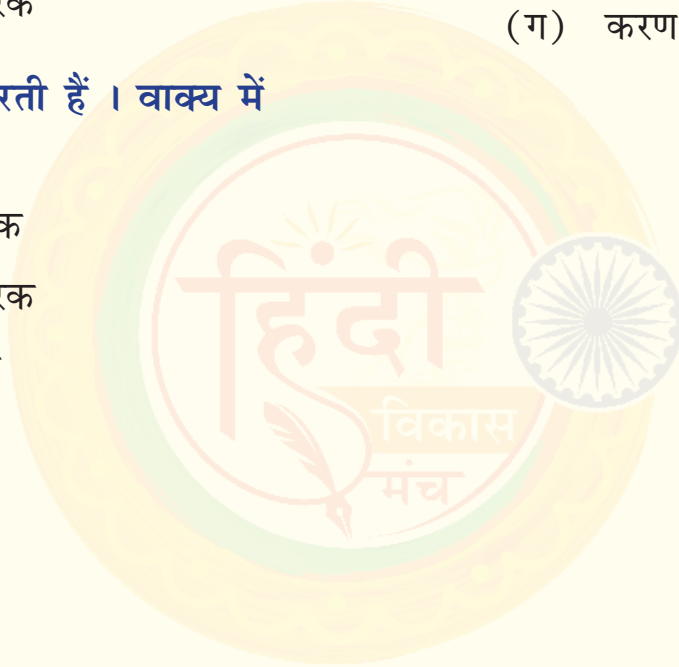 (ग) करण
रती हैं । वाक्य में
हिंदी
विकास
मंच